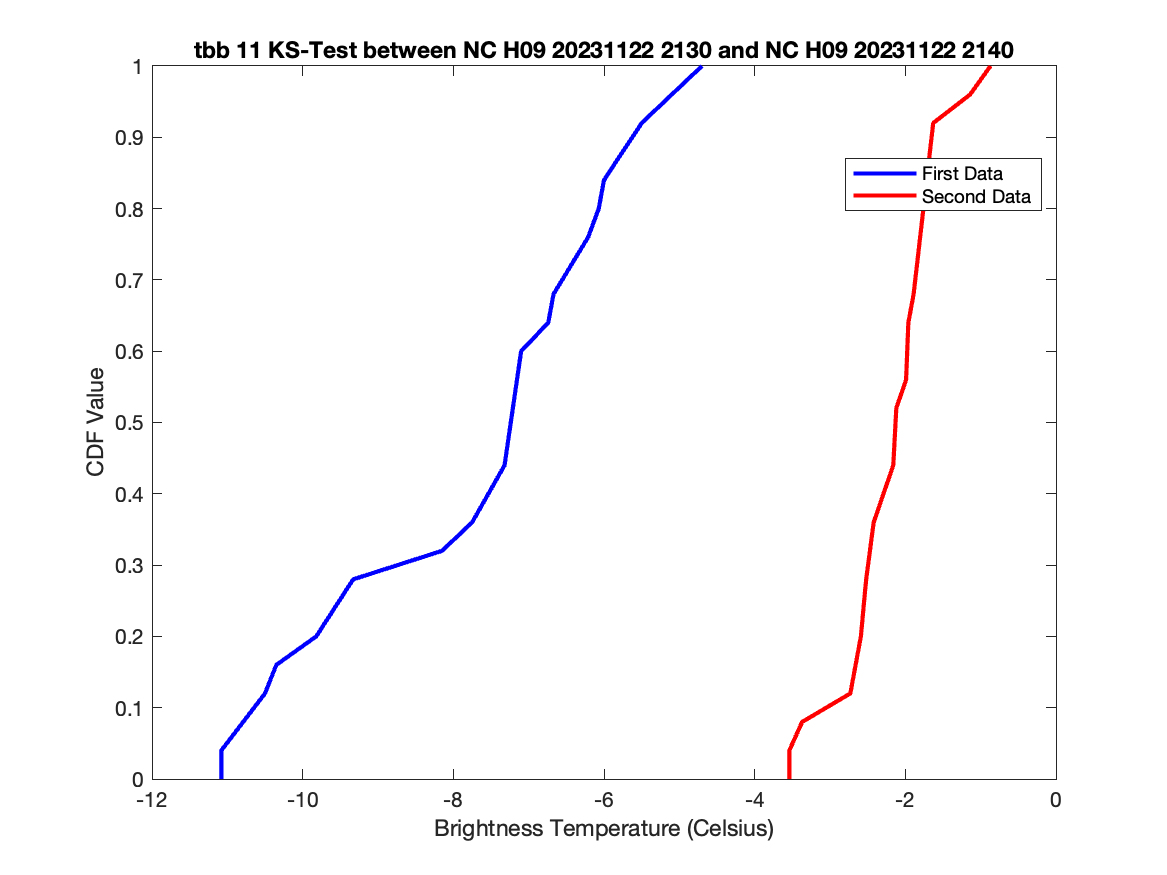 tbb 11 KS-Test between NC H09 20231122 2130 and NC H09 20231122 2140
1
0.9
0.8
0.7
0.6
0.5
0.4
0.3
0.2
0.1
0
CDF Value
First Data
Second Data
-12 -10 -8 -6 -4 -2 0
Brightness Temperature (Celsius)